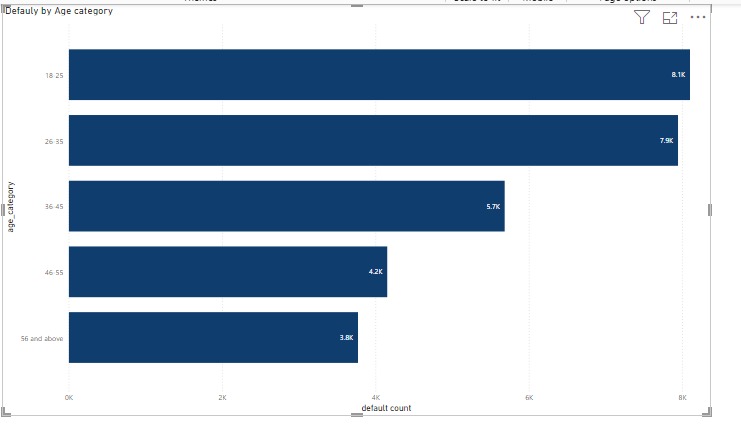 Defauly by Age category
18-25
8.1K
26-35
7.9K
36-45
5.7K
46-55
4.2K
56 and above
3.8K
age_category
0K
2K
4K
6K
8K
default count